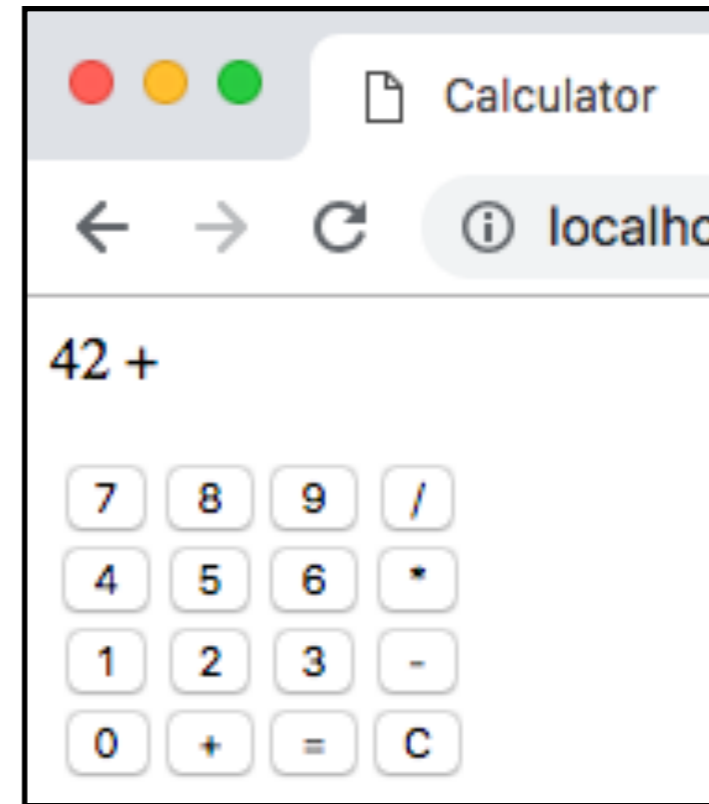 Calculator
localho
42 +
7 8 9 /
4 5 6 *
1 2 3 -
0 + = C